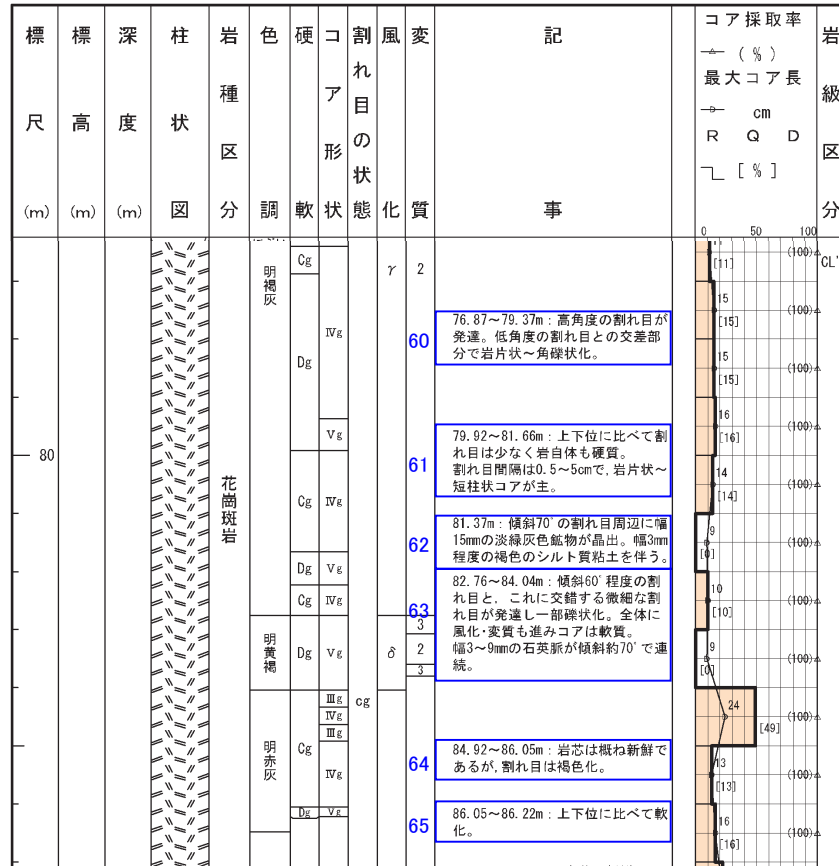 標尺(m)
標高(m)
深度(m)
柱状図
岩種区分
色調
硬軟
コア形状
割れ目の状態
風化
変質
記事
コア採取率
(%)
最大コア長
cm
R Q D
[%]
岩級区分
0 50 100
明褐灰
Cg
γ
2
[11]
(100)
CL'
15
(100)
[15]
Ⅳg
Dg
60
76.87～79.37m：高角度の割れ目が
発達。低角度の割れ目との交差部
分で岩片状～角礫状化。
15
(100)
[15]
Ⅴg
16
(100)
[16]
80
61
79.92～81.66m：上下位に比べて割
れ目は少なく岩自体も硬質。
割れ目間隔は0.5～5cmで,岩片状～
短柱状コアが主。
14
(100)
[14]
花崗斑岩
Cg
Ⅳg
62
81.37m：傾斜70°の割れ目周辺に幅
15mmの淡緑灰色鉱物が晶出。幅3mm
程度の褐色のシルト質粘土を伴う。
9
(100)
[0]
Dg
Ⅴg
Cg
Ⅳg
63
82.76～84.04m：傾斜60°程度の割
れ目と, これに交錯する微細な割
れ目が発達し一部礫状化。全体に
風化･変質も進みコアは軟質。
幅3～9mmの石英脈が傾斜約70°で連
続。
10
(100)
[10]
明黄褐
Dg
Ⅴg
δ
3
2
3
9
(100)
[0]
Ⅲg
Ⅳg
Ⅲg
cg
24
(100)
[49]
明赤灰
Cg
Ⅳg
64
84.92～86.05m：岩芯は概ね新鮮で
あるが,割れ目は褐色化。
13
(100)
[13]
Dg
Ⅴg
65
86.05～86.22m：上下位に比べて軟
化。
16
(100)
[16]